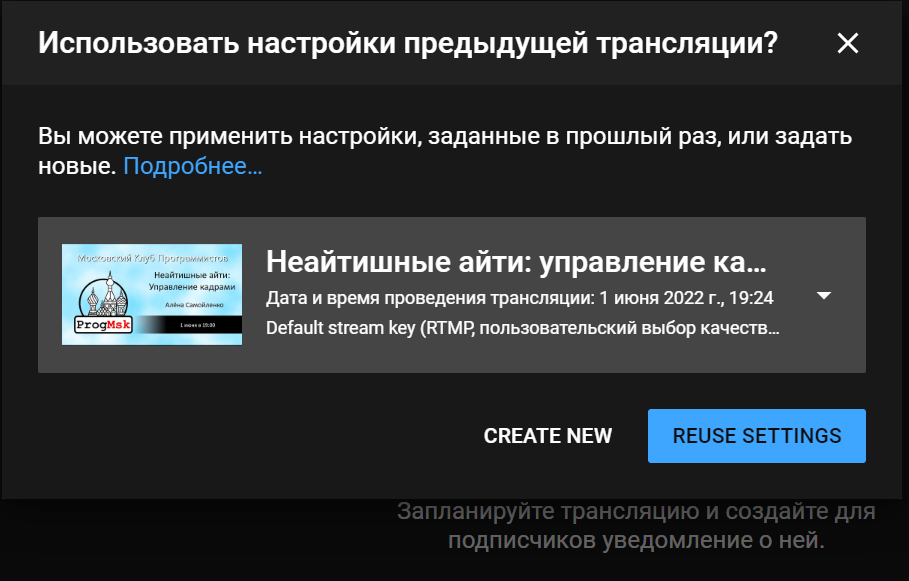 Использовать настройки предыдущей трансляции?
Вы можете применить настройки, заданные в прошлый раз, или задать
новые. Подробнее...
Московский Клуб Программистов
Неайтишные айти:
Управление кадрами
Алёна Самойленко
ProgMsk
1 июня в 19:00
Неайтишные айти: управление ка...
Дата и время проведения трансляции: 1 июня 2022 г., 19:24
Default stream key (RTMP, пользовательский выбор качеств...
CREATE NEW
REUSE SETTINGS
Запланируйте трансляцию и создайте для
подписчиков уведомление о ней.